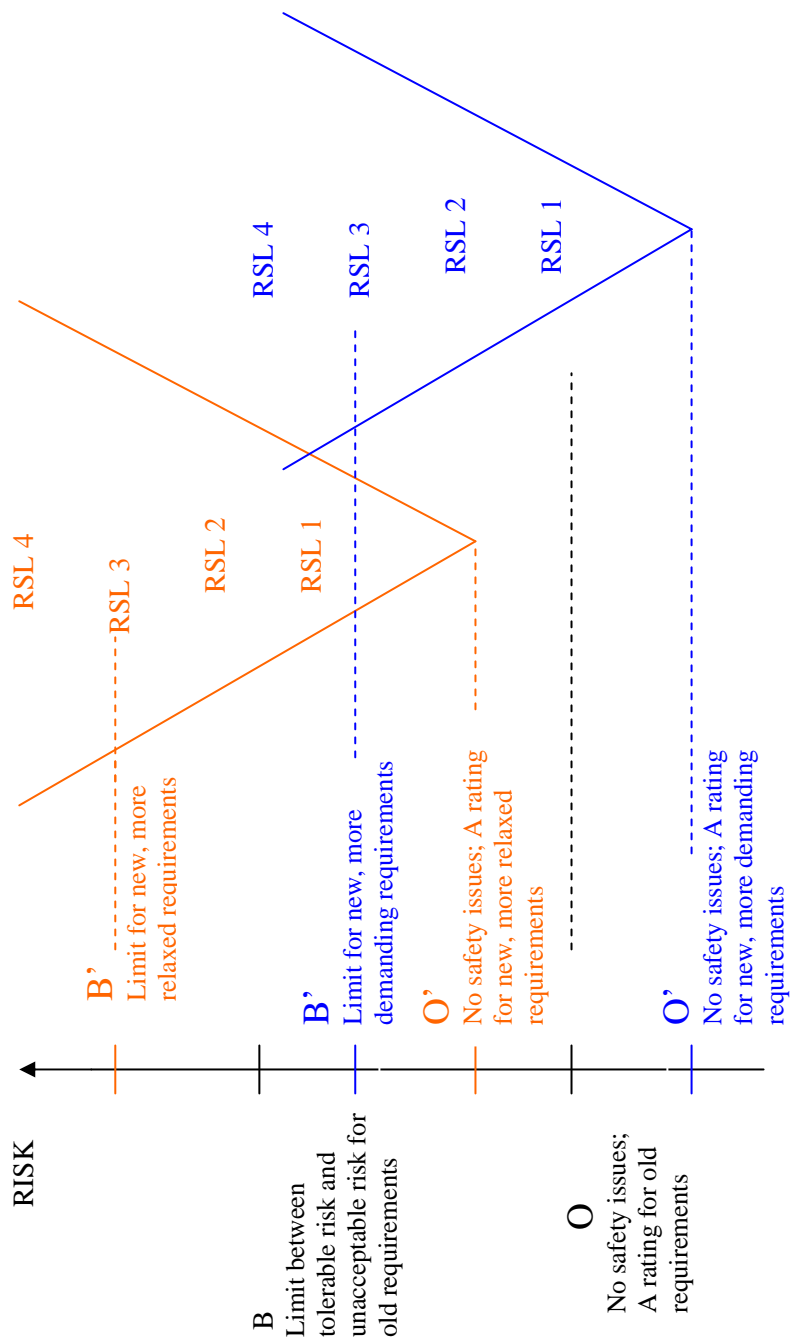 RISK
B
Limit between
tolerable risk and
unacceptable risk for
old requirements
O
No safety issues;
A rating for old
requirements
B’
Limit for new, more
relaxed requirements
B’
Limit for new, more
demanding requirements
O’
No safety issues; A rating
for new, more relaxed
requirements
O’
No safety issues; A rating
for new, more demanding
requirements
RSL 4
RSL 3
RSL 2
RSL 1
RSL 4
RSL 3
RSL 2
RSL 1